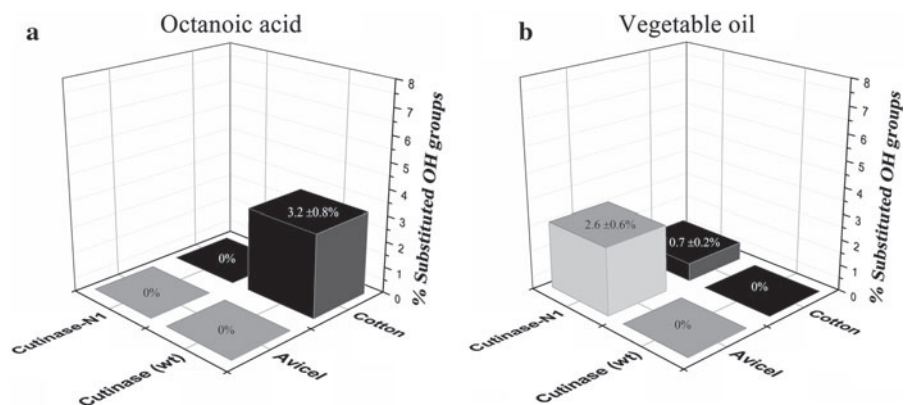 a
Octanoic acid
8
7
6
5
4
3
2
1
0
% Substituted OH groups
3.2 ±0.8%
0%
0%
0%
Cutinase-N1
Cutinase (wt)
Avicel
Cotton
b
Vegetable oil
8
7
6
5
4
3
2
1
0
% Substituted OH groups
2.6 ±0.6%
0.7 ±0.2%
0%
0%
Cutinase-N1
Cutinase (wt)
Avicel
Cotton